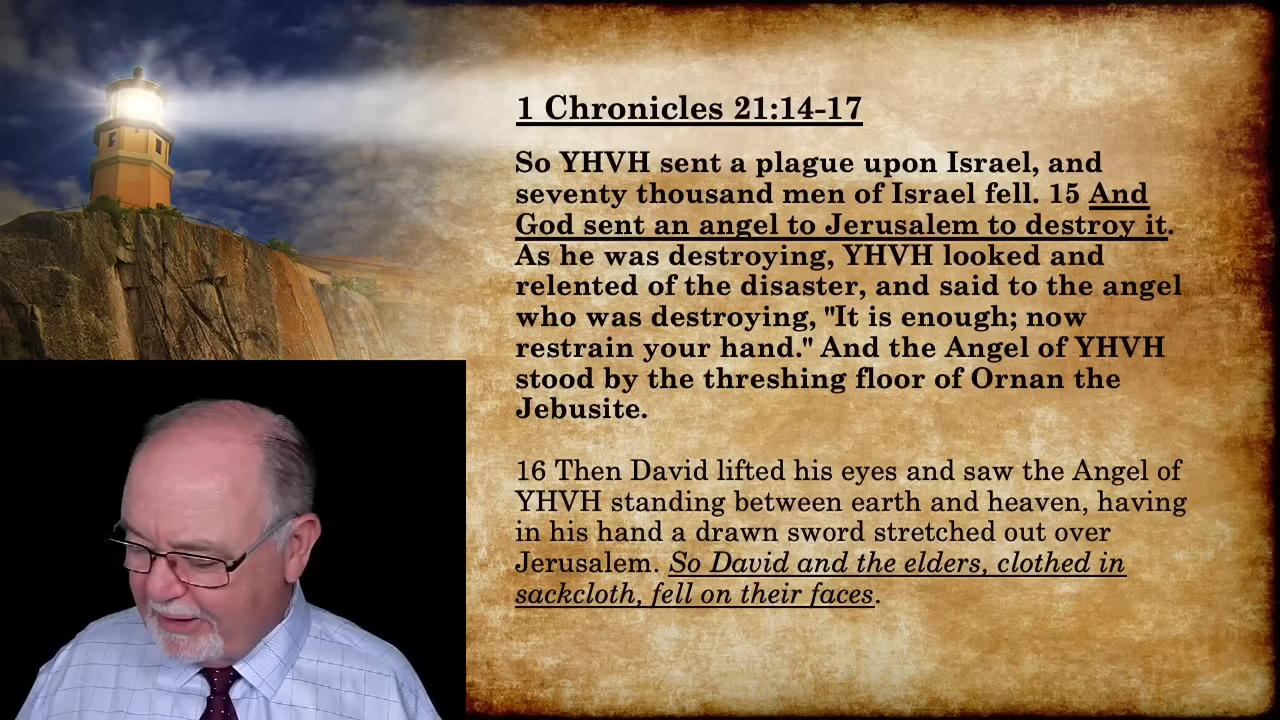 1 Chronicles 21:14-17
So YHVH sent a plague upon Israel, and
seventy thousand men of Israel fell. 15 And
God sent an angel to Jerusalem to destroy it.
As he was destroying, YHVH looked and
relented of the disaster, and said to the angel
who was destroying, "It is enough; now
restrain your hand." And the Angel of YHVH
stood by the threshing floor of Ornan the
Jebusite.
16 Then David lifted his eyes and saw the Angel of
YHVH standing between earth and heaven, having
in his hand a drawn sword stretched out over
Jerusalem. So David and the elders, clothed in
sackcloth, fell on their faces.